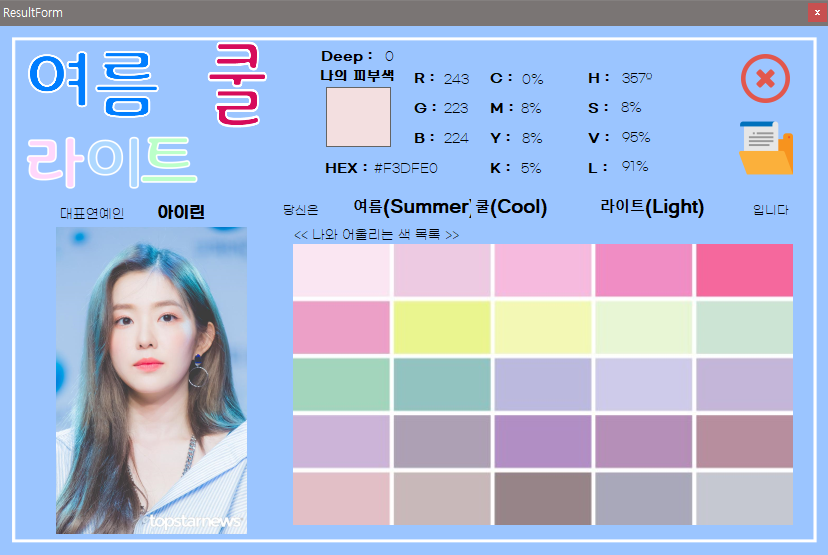 ResultForm
여름 쿨
라이트
Deep : 0
나의 피부색
HEX : #F3DFE0
R : 243 C : 0% H : 357º
G : 223 M : 8% S : 8%
B : 224 Y : 8% V : 95%
K : 5% L : 91%
대표연예인 아이린
당신은 여름(Summer) 쿨(Cool) 라이트(Light) 입니다
<< 나와 어울리는 색 목록 >>
topstarnews